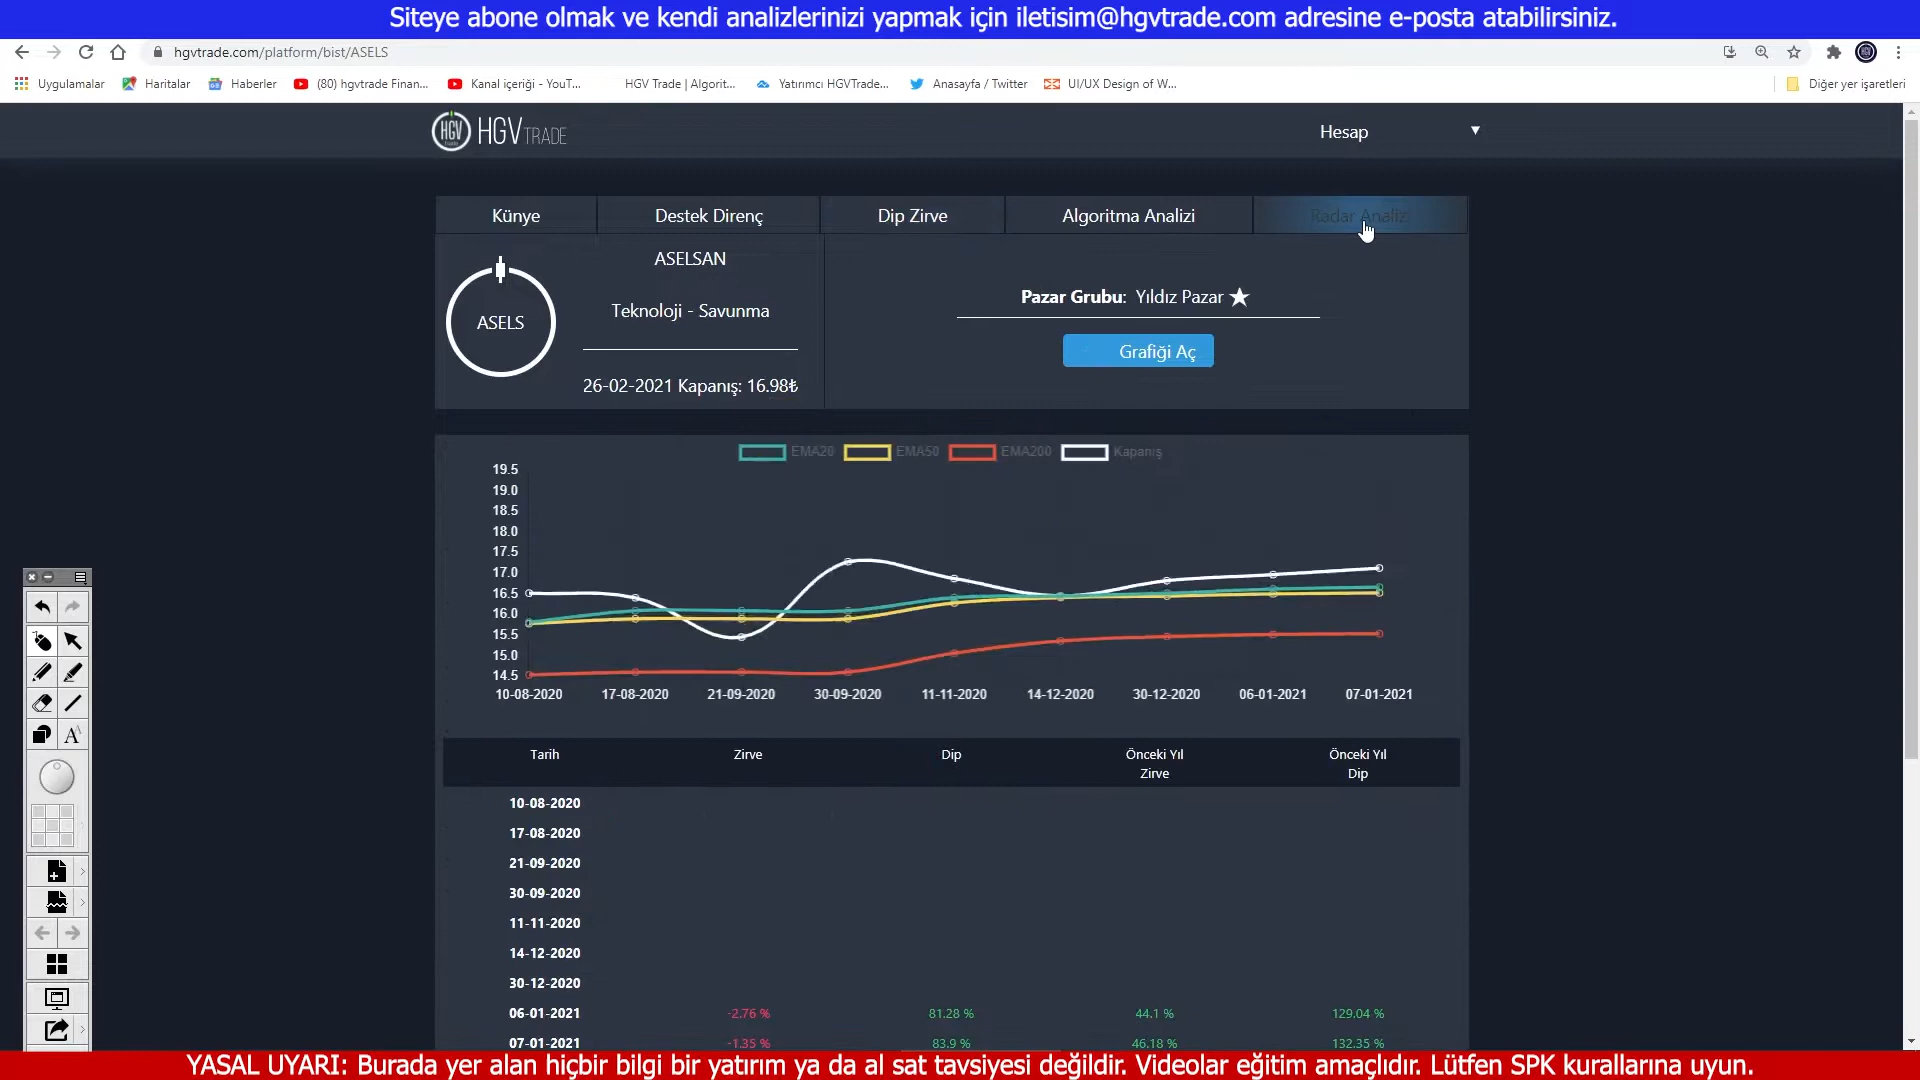 Siteye abone olmak ve kendi analizlerinizi yapmak için iletisim@hgvtrade.com adresine e-posta atabilirsiniz.
hgvtrade.com/platform/bist/ASELS
Uygulamalar Haritalar Haberler (80) hgvtrade Finan... Kanal içeriği - YouT... HGV Trade | Algorit... Yatırımcı HGVTrade... Anasayfa / Twitter UI/UX Design of W... Diğer yer işaretleri
HGV HGV TRADE Hesap ▼
Künye Destek Direnç Dip Zirve Algoritma Analizi Radar Analiz
ASELSAN
ASELS
Teknoloji - Savunma
26-02-2021 Kapanış: 16.98₺
Pazar Grubu: Yıldız Pazar ★
Grafiği Aç
EMA20 EMA50 EMA200 Kapanış
19.5
19.0
18.5
18.0
17.5
17.0
16.5
16.0
15.5
15.0
14.5
10-08-2020 17-08-2020 21-09-2020 30-09-2020 11-11-2020 14-12-2020 30-12-2020 06-01-2021 07-01-2021
Tarih Zirve Dip Önceki Yıl Zirve Önceki Yıl Dip
10-08-2020
17-08-2020
21-09-2020
30-09-2020
11-11-2020
14-12-2020
30-12-2020
06-01-2021 -2.76 % 81.28 % 44.1 % 129.04 %
07-01-2021 -1.35 % 83.9 % 46.18 % 132.35 %
YASAL UYARI: Burada yer alan hiçbir bilgi bir yatırım ya da al sat tavsiyesi değildir. Videolar eğitim amaçlıdır. Lütfen SPK kurallarına uyun.